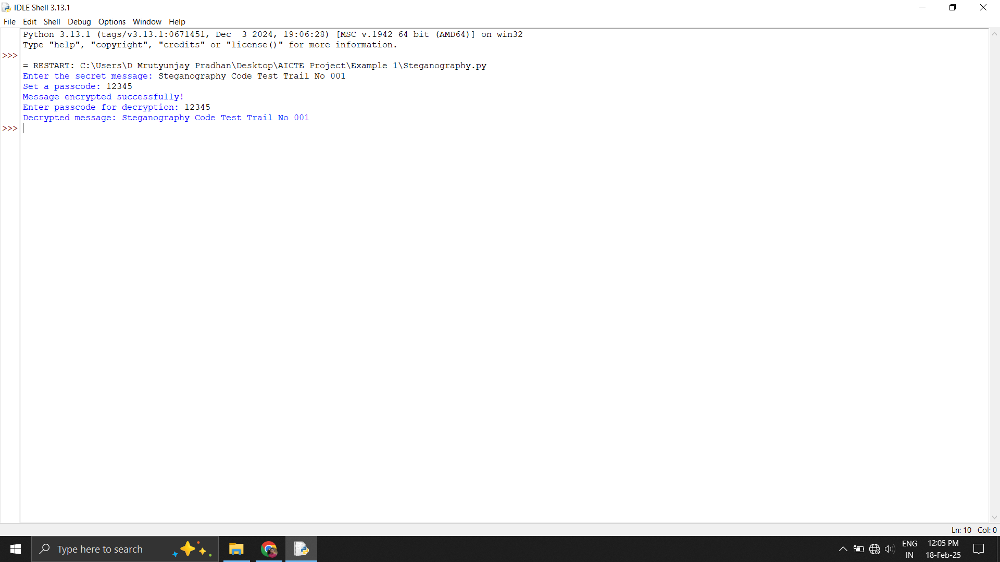 IDLE Shell 3.13.1
File Edit Shell Debug Options Window Help
Python 3.13.1 (tags/v3.13.1:0671451, Dec  3 2024, 19:06:28) [MSC v.1942 64 bit (AMD64)] on win32
Type "help", "copyright", "credits" or "license()" for more information.
>>>
= RESTART: C:\Users\D Mrutyunjay Pradhan\Desktop\AICTE Project\Example 1\Steganography.py
Enter the secret message: Steganography Code Test Trail No 001
Set a passcode: 12345
Message encrypted successfully!
Enter passcode for decryption: 12345
Decrypted message: Steganography Code Test Trail No 001
>>>
Ln: 10 Col: 0
Type here to search
ENG
IN
12:05 PM
18-Feb-25